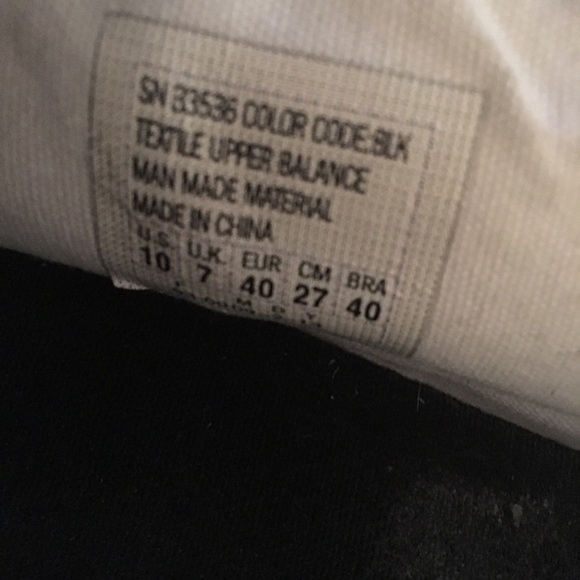 SN 33536 COLOR CODE:BLK
TEXTILE UPPER BALANCE
MAN MADE MATERIAL
MADE IN CHINA
U.S. U.K. EUR CM BRA
10 7 40 27 40